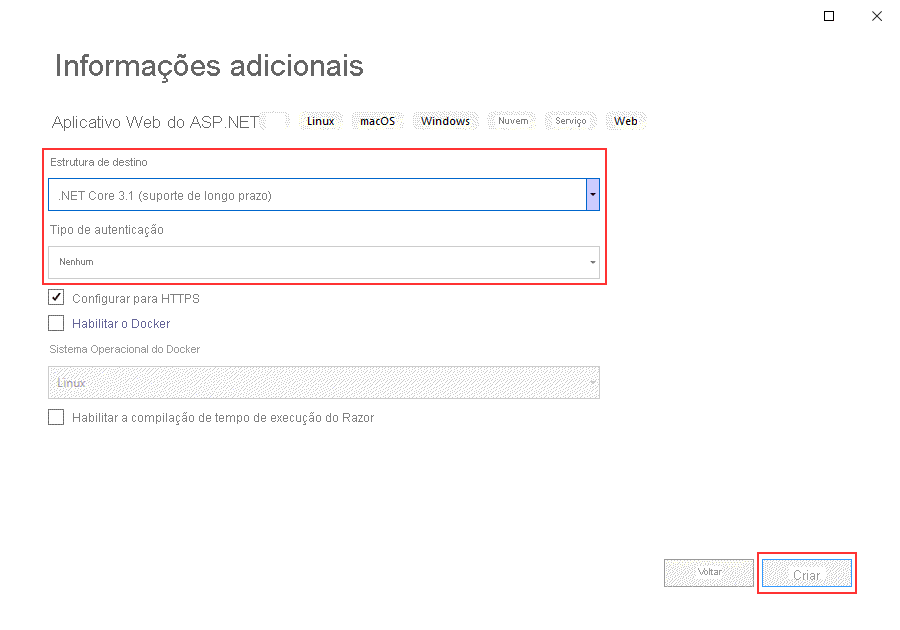 Informações adicionais
Aplicativo Web do ASP.NET Linux macOS Windows Nuvem Serviço Web
Estrutura de destino
.NET Core 3.1 (suporte de longo prazo)
Tipo de autenticação
Nenhum
Configurar para HTTPS
Habilitar o Docker
Sistema Operacional do Docker
Linux
Habilitar a compilação de tempo de execução do Razor
Voltar Criar